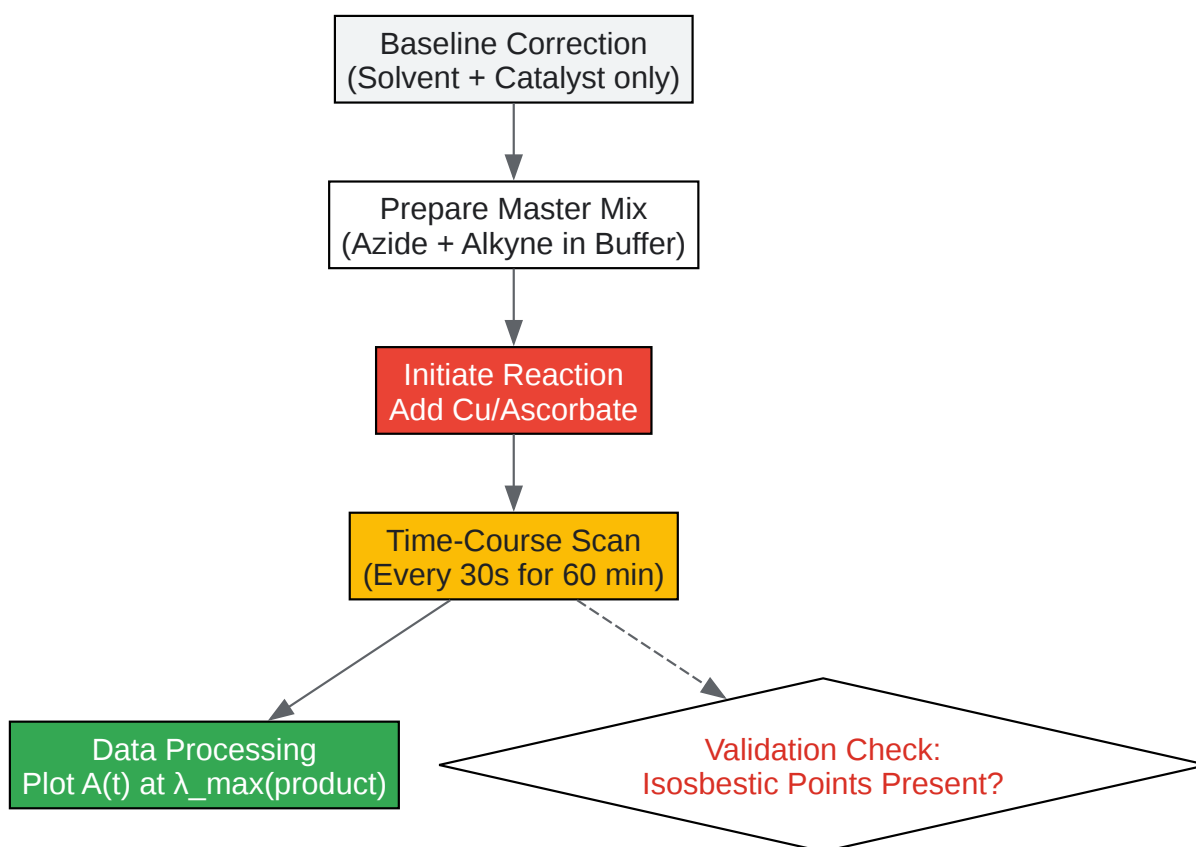 Baseline Correction
(Solvent + Catalyst only)
Prepare Master Mix
(Azide + Alkyne in Buffer)
Initiate Reaction
Add Cu/Ascorbate
Time-Course Scan
(Every 30s for 60 min)
Data Processing
Plot A(t) at λ_max(product)
Validation Check:
Isosbestic Points Present?